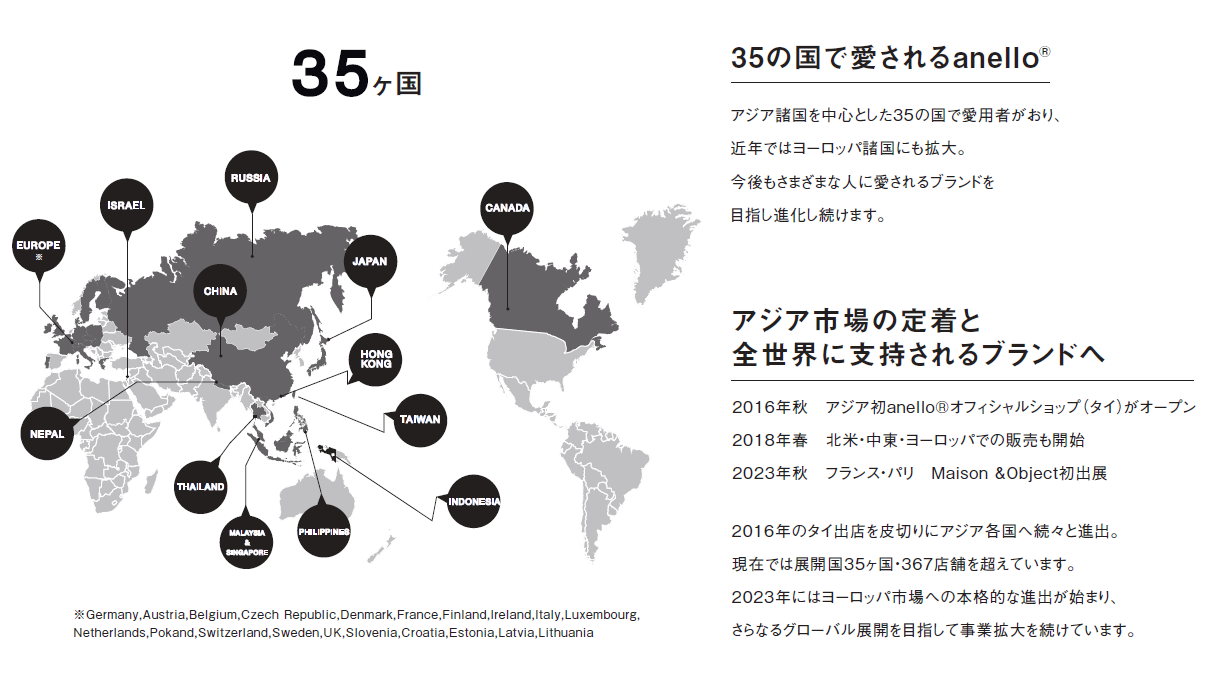 35ヶ国
RUSSIA
ISRAEL
CANADA
EUROPE
※
JAPAN
CHINA
HONG
KONG
TAIWAN
NEPAL
THAILAND
INDONESIA
MALAYSIA
&
SINGAPORE
PHILIPPINES
※Germany,Austria,Belgium,Czech Republic,Denmark,France,Finland,Ireland,Italy,Luxembourg,
Netherlands,Pokand,Switzerland,Sweden,UK,Slovenia,Croatia,Estonia,Latvia,Lithuania
35の国で愛されるanello®
アジア諸国を中心とした35の国で愛用者がおり、
近年ではヨーロッパ諸国にも拡大。
今後もさまざまな人に愛されるブランドを
目指し進化し続けます。
アジア市場の定着と
全世界に支持されるブランドへ
2016年秋 アジア初anello®オフィシャルショップ（タイ）がオープン
2018年春 北米・中東・ヨーロッパでの販売も開始
2023年秋 フランス・パリ Maison &Object初出展
2016年のタイ出店を皮切りにアジア各国へ続々と進出。
現在では展開国35ヶ国・367店舗を超えています。
2023年にはヨーロッパ市場への本格的な進出が始まり、
さらなるグローバル展開を目指して事業拡大を続けています。